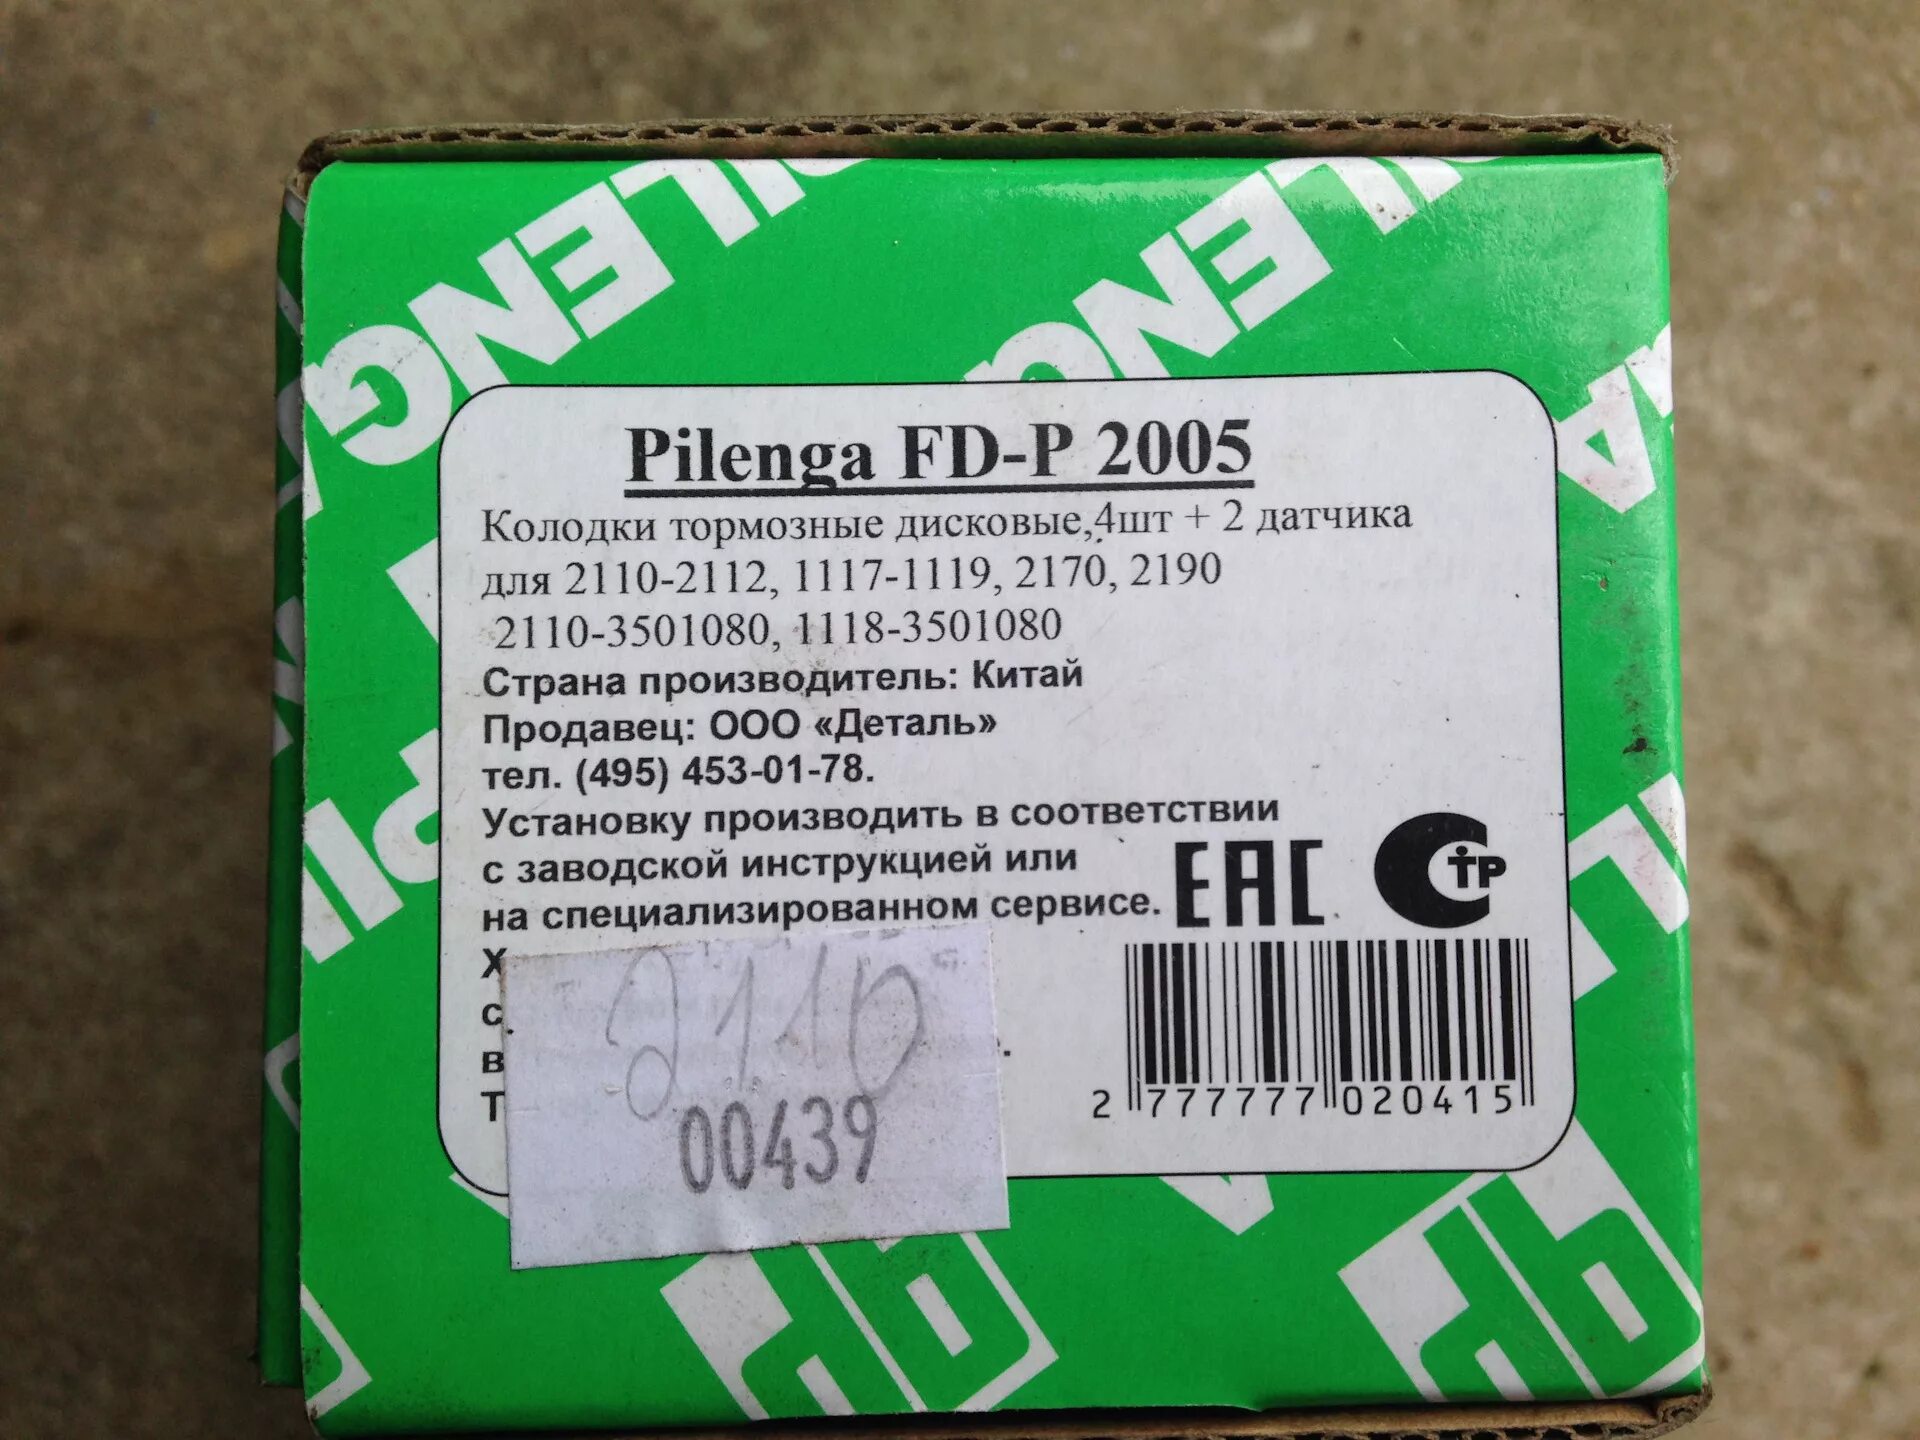 Pilenga FD-P 2005
Колодки тормозные дисковые,4шт + 2 датчика
для 2110-2112, 1117-1119, 2170, 2190
2110-3501080, 1118-3501080
Страна производитель: Китай
Продавец: ООО «Деталь»
тел. (495) 453-01-78.
Установку производить в соответствии
с заводской инструкцией или
на специализированном сервисе.
EAC
СТР
2110
00439
2 777777 020415